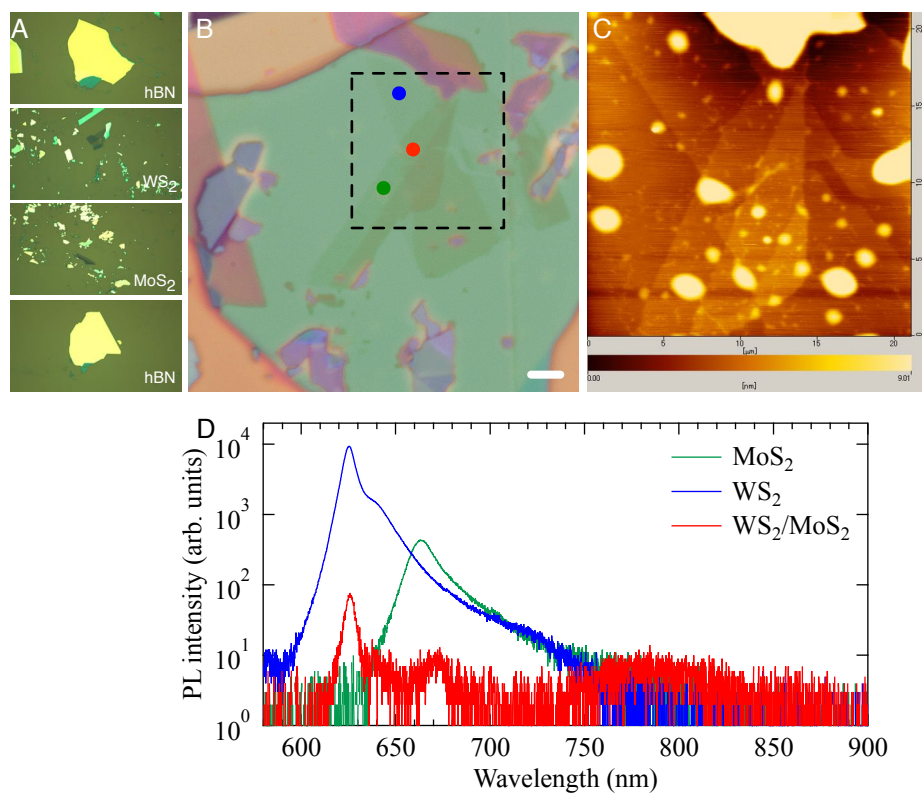 A
hBN
WS2
MoS2
hBN
B
C
20
15
10
5
0
0
5
10
15
20
[µm]
0.00
9.01
[nm]
D
PL intensity (arb. units)
10^4
10^3
10^2
10^1
10^0
MoS2
WS2
WS2/MoS2
600
650
700
750
800
850
900
Wavelength (nm)